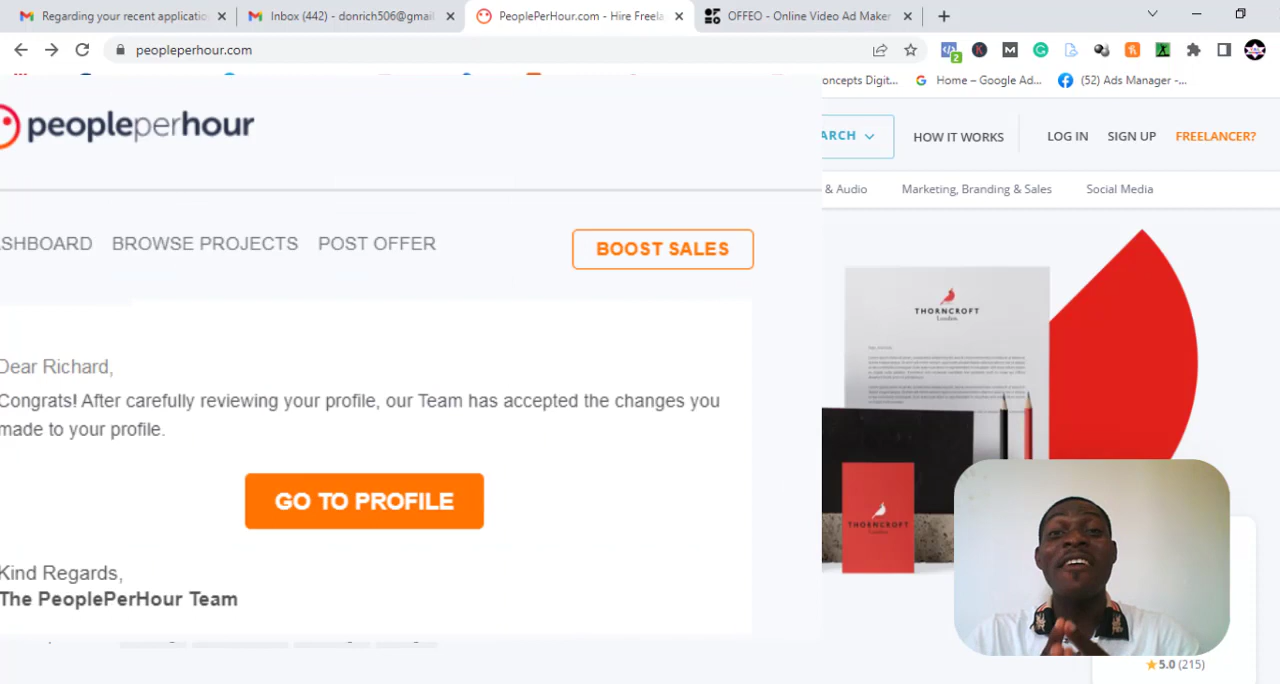 Regarding your recent applicatio
Inbox (442) - donrich506@gmail
PeoplePerHour.com - Hire Freela
OFFEO - Online Video Ad Maker
peopleperhour.com
2
oncepts Digit...
Home – Google Ad...
(52) Ads Manager -...
peopleperhour
ARCH
HOW IT WORKS
LOG IN
SIGN UP
FREELANCER?
& Audio
Marketing, Branding & Sales
Social Media
SHBOARD
BROWSE PROJECTS
POST OFFER
BOOST SALES
THORNCROFT
London
Dear Richard,
Congrats! After carefully reviewing your profile, our Team has accepted the changes you
made to your profile.
GO TO PROFILE
THORNCROFT
Kind Regards,
The PeoplePerHour Team
5.0 (215)